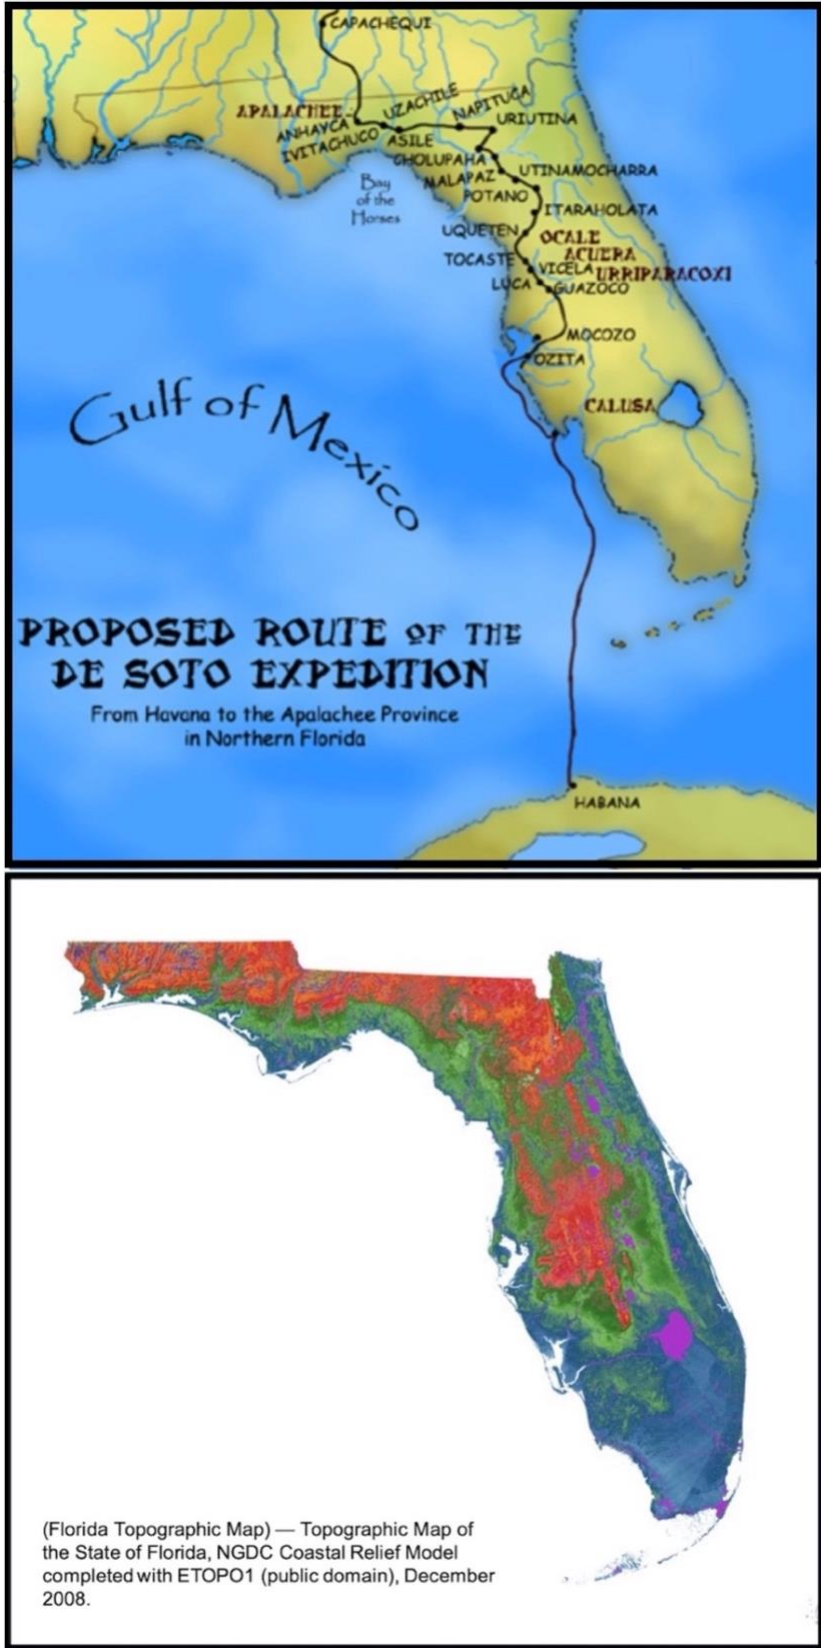 CAPACHEQUI
APALACHEE
UZACHILE
NAPITUCA
ANHAYCA
URIUTINA
IVITACHUCO
ASILE
CHOLUPAHA
MALAPAZ
UTINAMOCHARRA
Bay
of the
Horses
POTANO
ITARAHOLATA
UQUETEN
OCALE
ACUERA
TOCASTE
VICELA
URRIPARACOXI
LUCA
GUAZOCO
MOCOZO
OZITA
CALUSA
Gulf of Mexico
PROPOSED ROUTE OF THE
DE SOTO EXPEDITION
From Havana to the Apalachee Province
in Northern Florida
HABANA
(Florida Topographic Map) — Topographic Map of
the State of Florida, NGDC Coastal Relief Model
completed with ETOPO1 (public domain), December
2008.